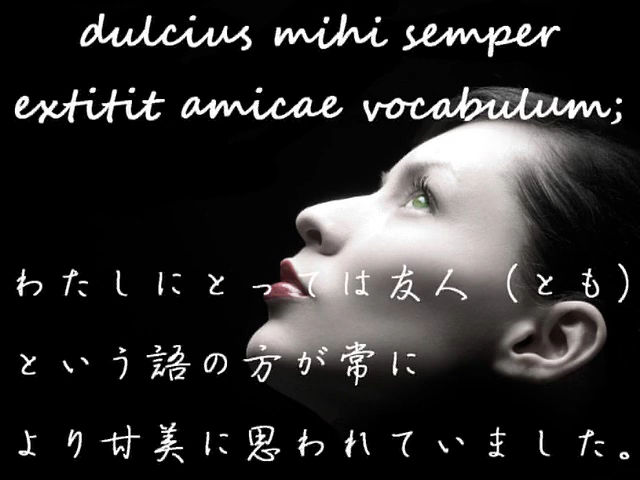 dulcius mihi semper
extitit amicae vocabulum;
わたしにとっては友人（とも）
という語の方が常に
より甘美に思われていました。